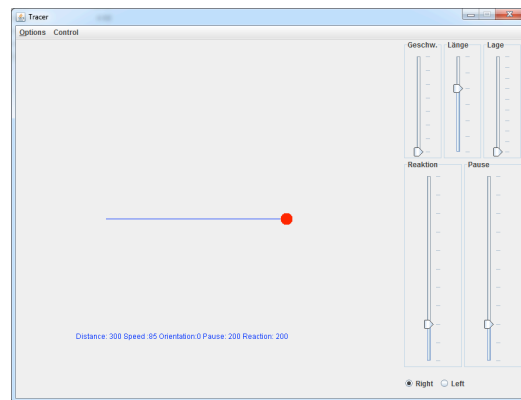 Tracer
Options Control
Geschw. Länge Lage
Reaktion Pause
Distance: 300 Speed :85 Orientation:0 Pause: 200 Reaction: 200
Right Left